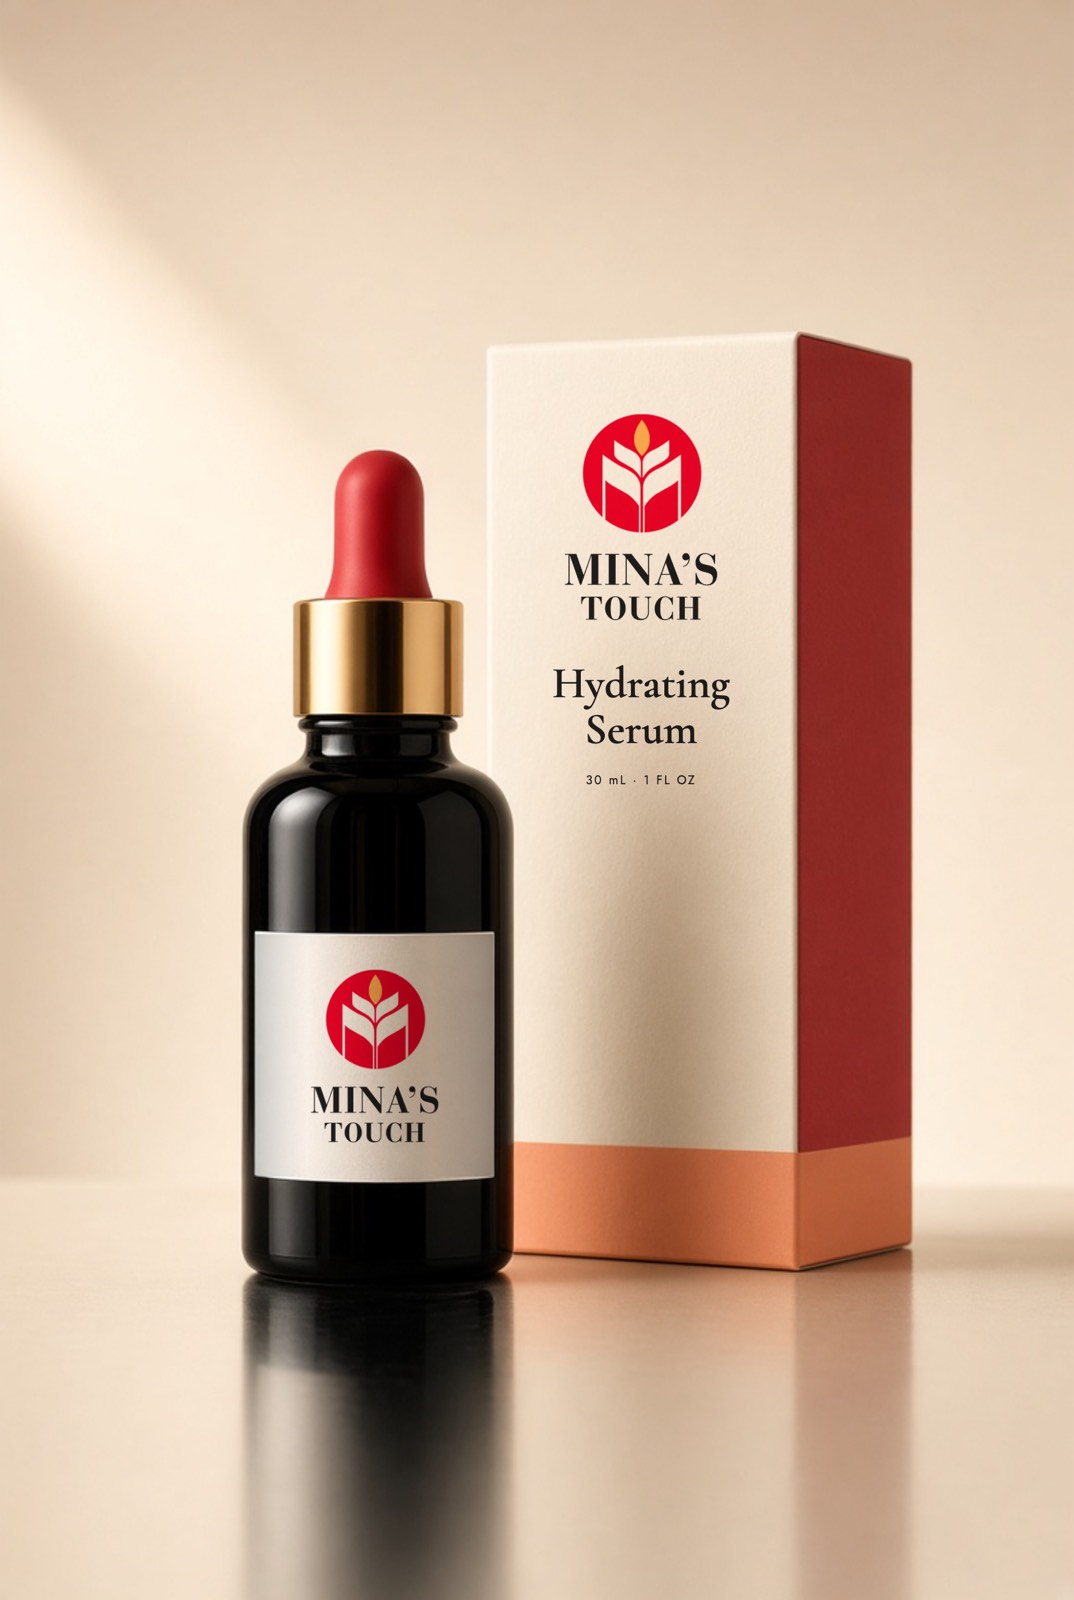 MINA’S
TOUCH
Hydrating
Serum
30 mL · 1 FL OZ
MINA’S
TOUCH